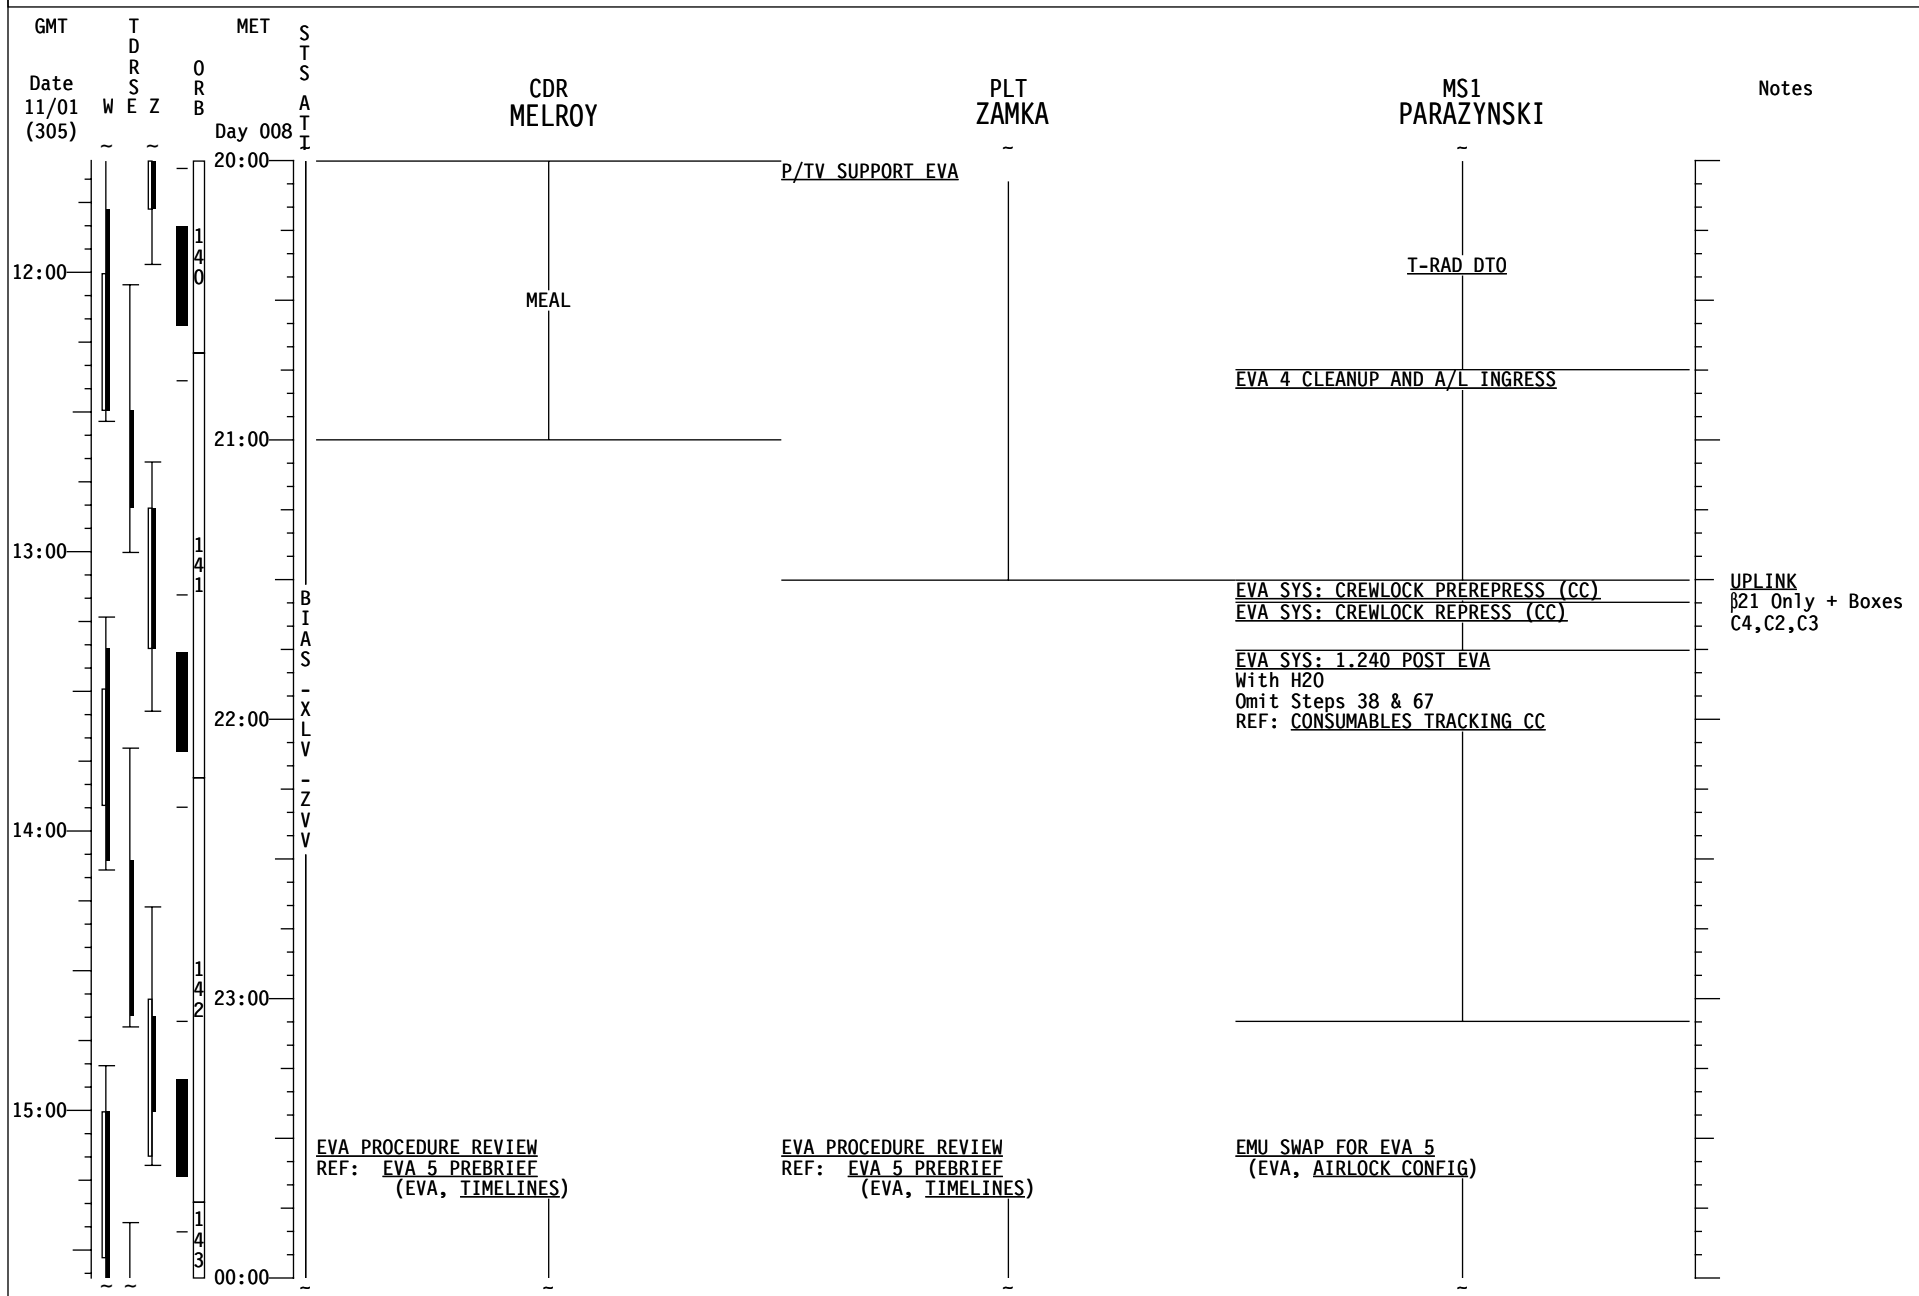 GMT
TDRS
MET
STS ATT
ORB
Date
11/01
(305)
W E Z
Day 008
CDR
MELROY
PLT
ZAMKA
MS1
PARAZYNSKI
Notes
~ ~ ~ ~ ~
20:00
P/TV SUPPORT EVA
140
T-RAD DTO
12:00
MEAL
EVA 4 CLEANUP AND A/L INGRESS
21:00
141
13:00
EVA SYS: CREWLOCK PREREPRESS (CC)
EVA SYS: CREWLOCK REPRESS (CC)
UPLINK
β21 Only + Boxes
C4,C2,C3
BIAS -XLV -ZVV
EVA SYS: 1.240 POST EVA
With H2O
Omit Steps 38 & 67
REF: CONSUMABLES TRACKING CC
22:00
14:00
142
23:00
15:00
EVA PROCEDURE REVIEW
REF: EVA 5 PREBRIEF
(EVA, TIMELINES)
EVA PROCEDURE REVIEW
REF: EVA 5 PREBRIEF
(EVA, TIMELINES)
EMU SWAP FOR EVA 5
(EVA, AIRLOCK CONFIG)
143
00:00
~ ~ ~ ~ ~ ~